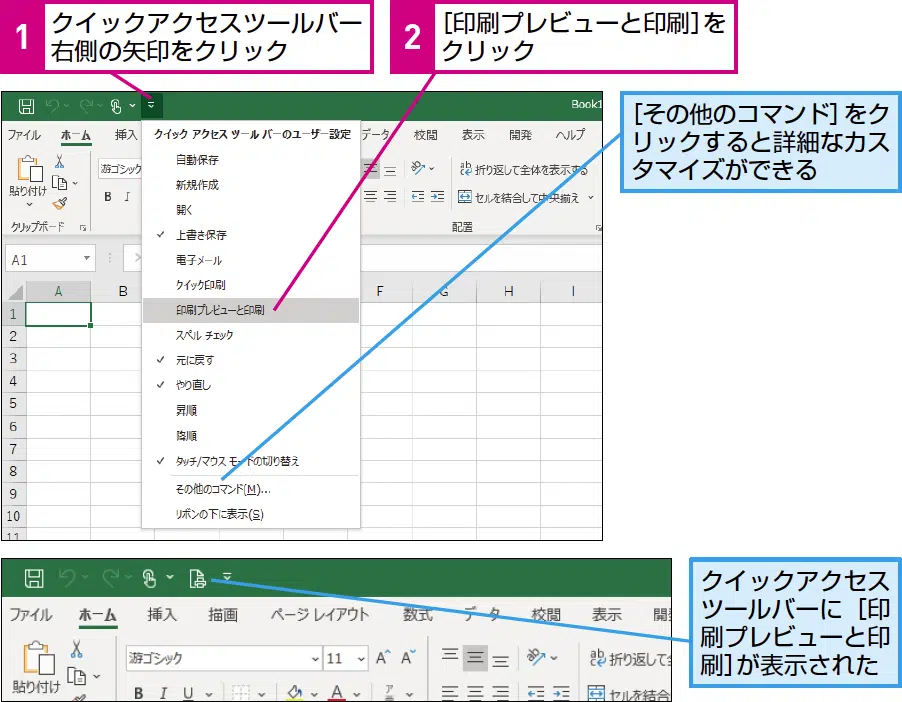 1
クイックアクセスツールバー
右側の矢印をクリック
2
［印刷プレビューと印刷］を
クリック
Book1
ファイル ホーム 挿入
データ 校閲 表示 開発 ヘルプ
クイック アクセス ツール バーのユーザー設定
自動保存
新規作成
開く
上書き保存
電子メール
クイック印刷
印刷プレビューと印刷
スペル チェック
元に戻す
やり直し
昇順
降順
タッチ/マウス モードの切り替え
その他のコマンド(M)...
リボンの下に表示(S)
貼り付け
クリップボード
游ゴシック
B I
折り返して全体を表示する
セルを結合して中央揃え
配置
A1
A B F G H I
1
2
3
4
5
6
7
8
9
10
11
［その他のコマンド］をク
リックすると詳細なカス
タマイズができる
ファイル ホーム 挿入 描画 ページ レイアウト 数式 データ 校閲 表示 開
貼り付け
游ゴシック 11 A A
B I U A
折り返して全
セルを結合
クイックアクセス
ツールバーに［印
刷プレビューと印
刷］が表示された